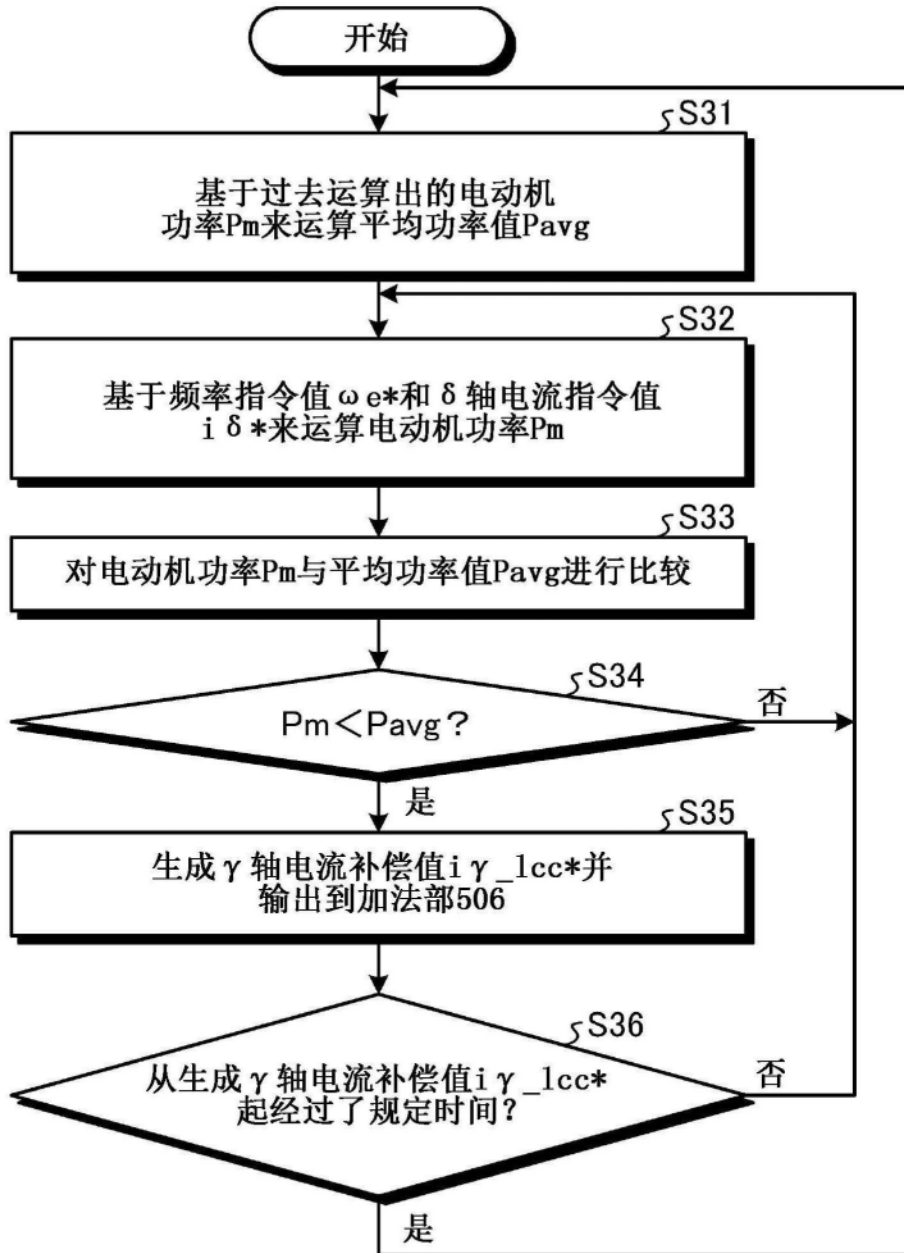 开始
S31
基于过去运算出的电动机
功率Pm来运算平均功率值Pavg
S32
基于频率指令值ωe*和δ轴电流指令值
iδ*来运算电动机功率Pm
S33
对电动机功率Pm与平均功率值Pavg进行比较
S34
Pm＜Pavg？
否
是
S35
生成γ轴电流补偿值iγ_lcc*并
输出到加法部506
S36
从生成γ轴电流补偿值iγ_lcc*
起经过了规定时间？
否
是